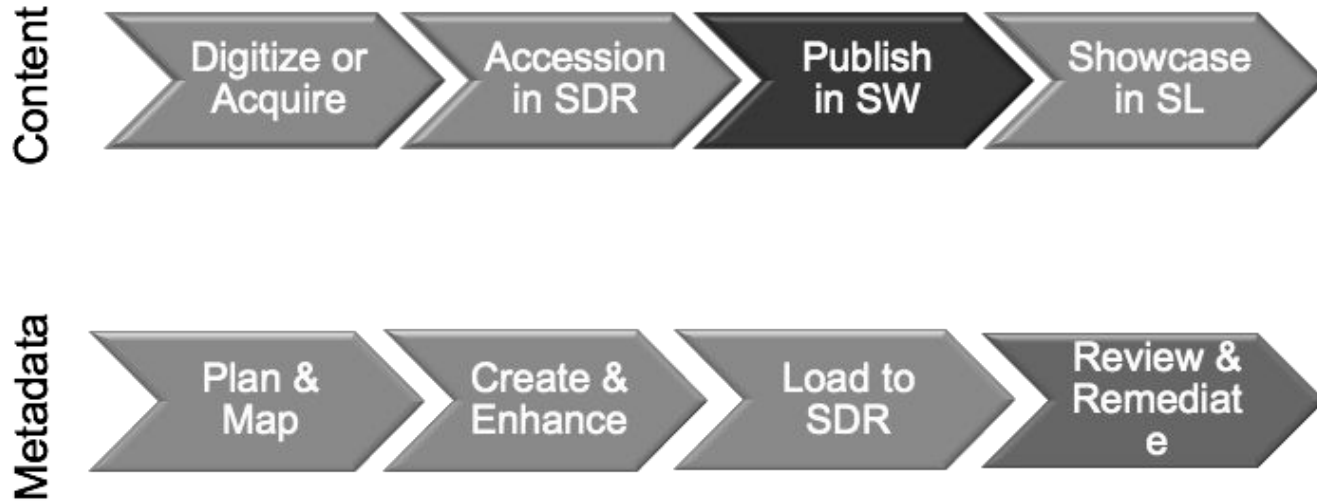 Content
Digitize or
Acquire
Accession
in SDR
Publish
in SW
Showcase
in SL
Metadata
Plan &
Map
Create &
Enhance
Load to
SDR
Review &
Remediat
e